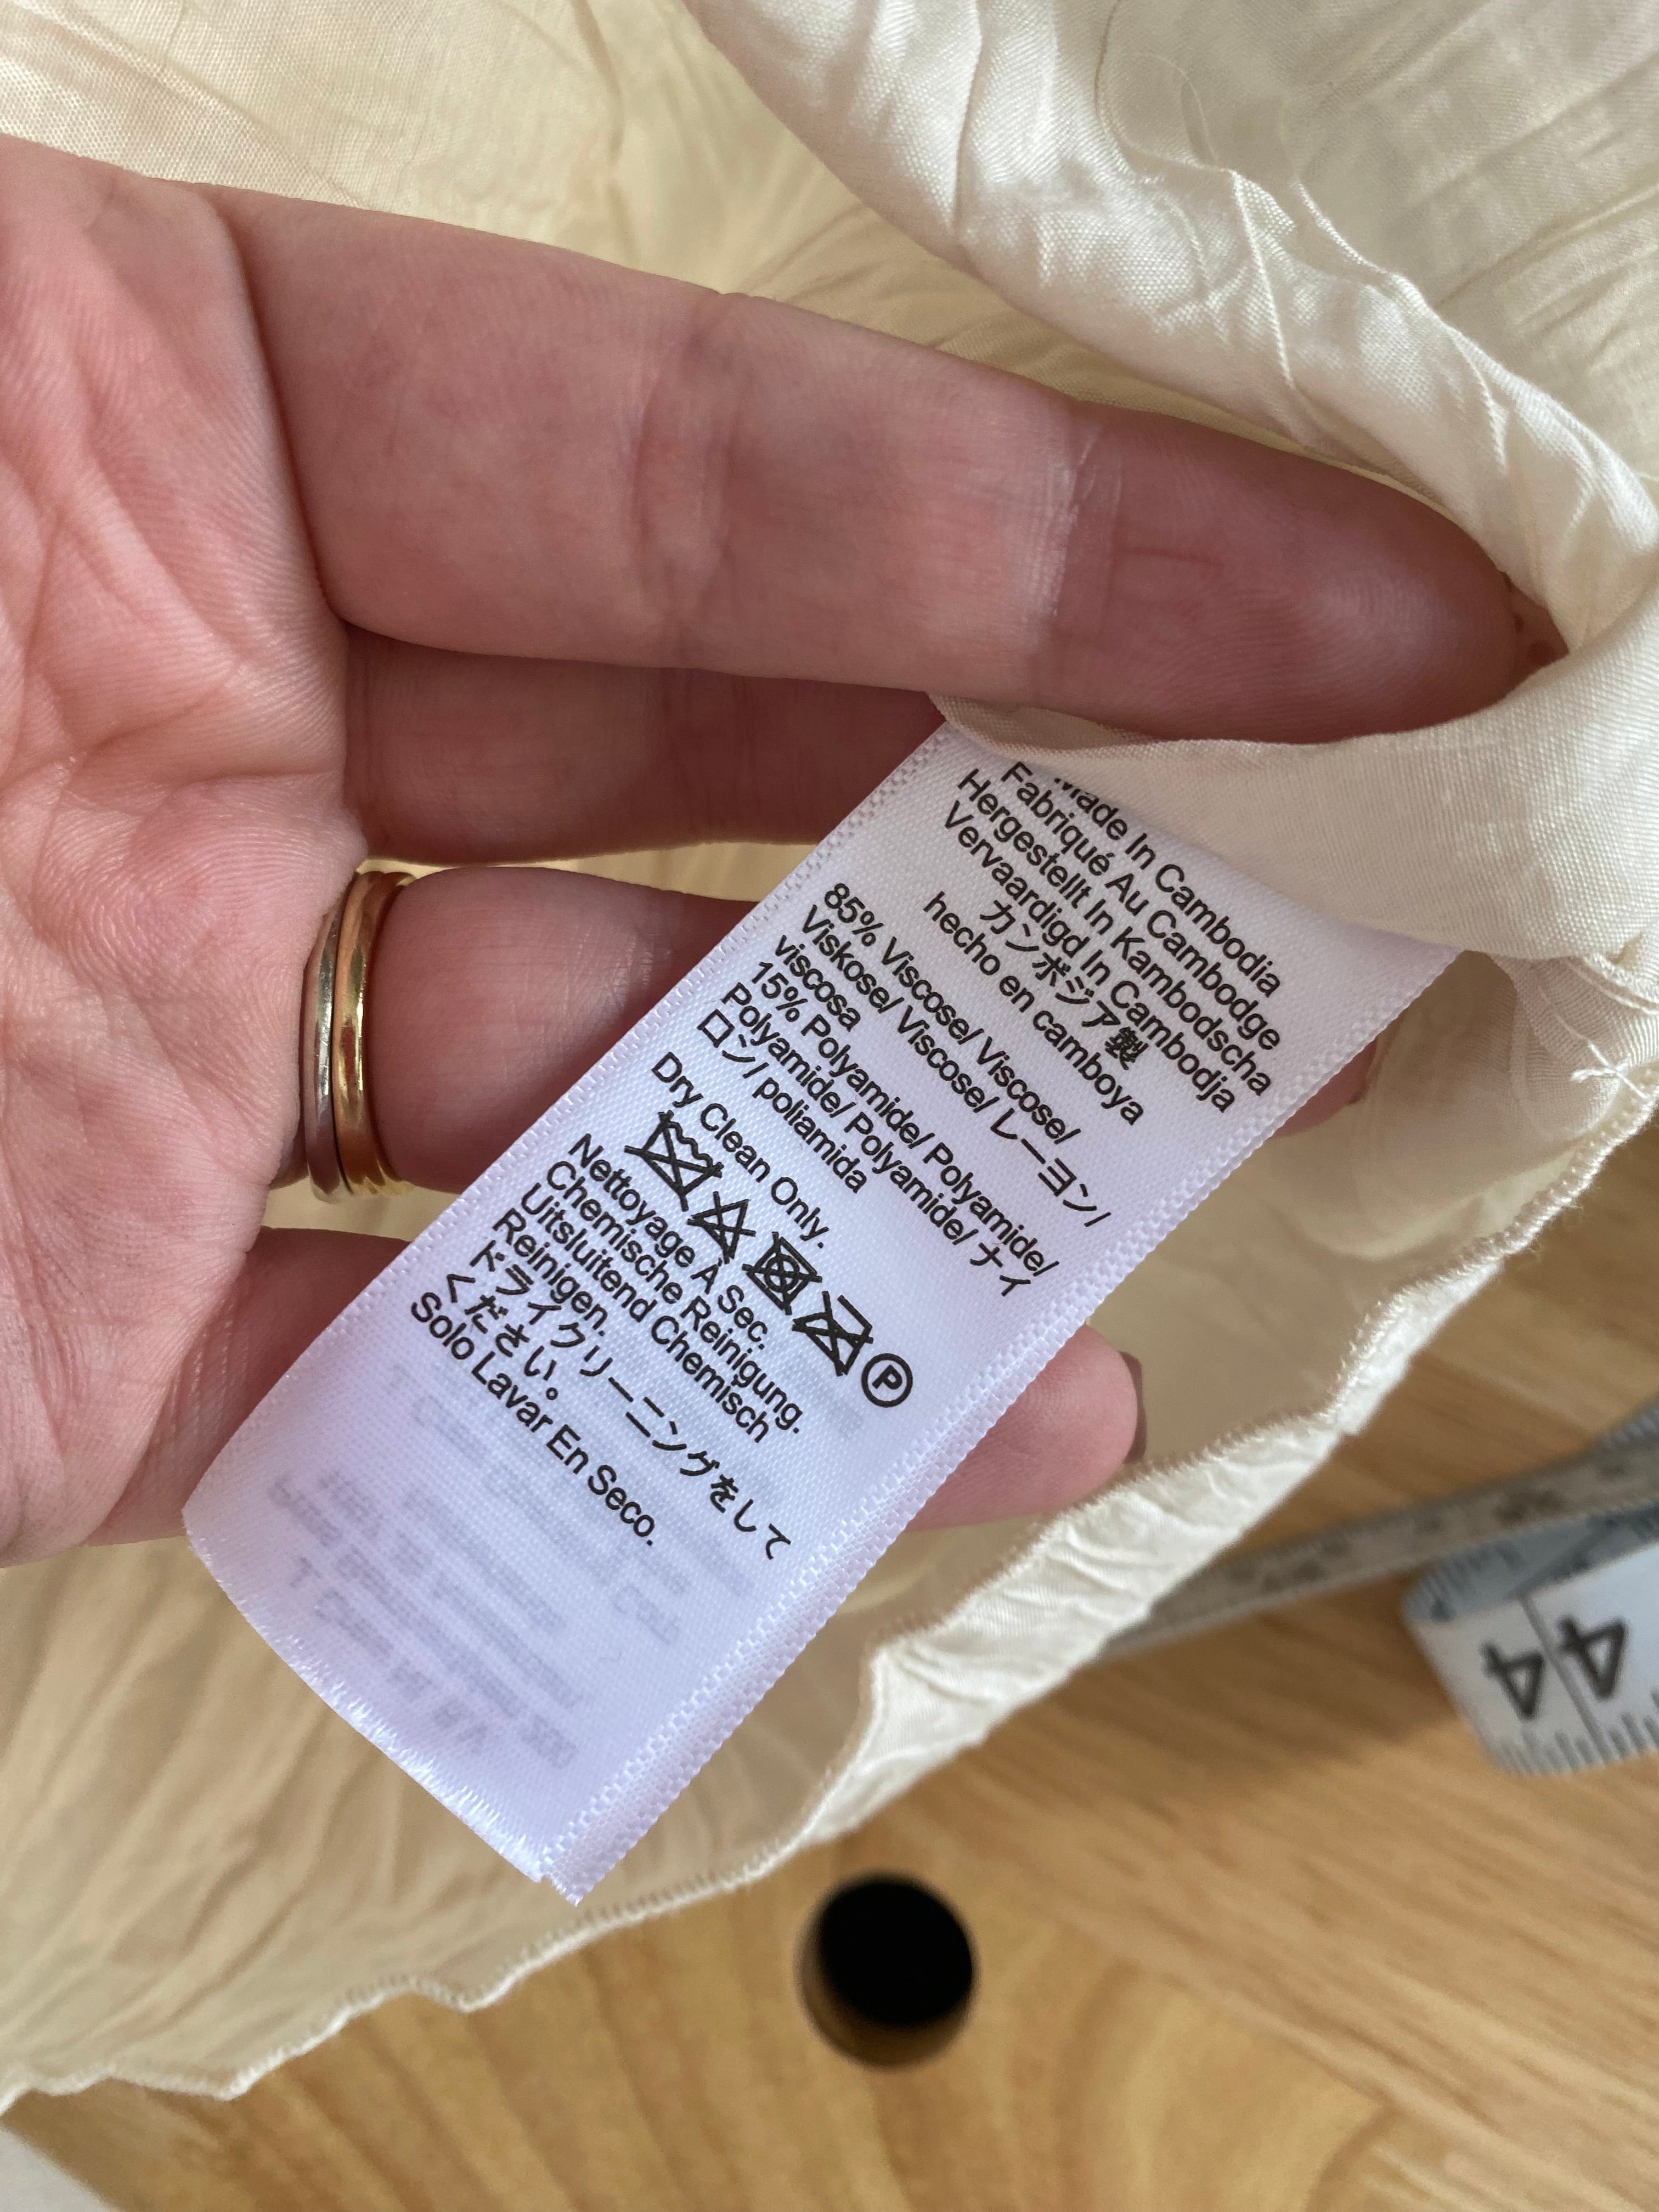 Made In Cambodia
Fabriqué Au Cambodge
Hergestellt In Kambodscha
Vervaardigd In Cambodja
カンボジア製
hecho en camboya
85% Viscose/ Viscose/
Viskose/ Viscose/ レーヨン/
viscosa
15% Polyamide/ Polyamide/
Polyamide/ Polyamide/ ナイ
ロン/ poliamida
Dry Clean Only.
P
Nettoyage À Sec.
Chemische Reinigung.
Uitsluitend Chemisch
Reinigen.
ドライクリーニングをして
ください。
Solo Lavar En Seco.
44